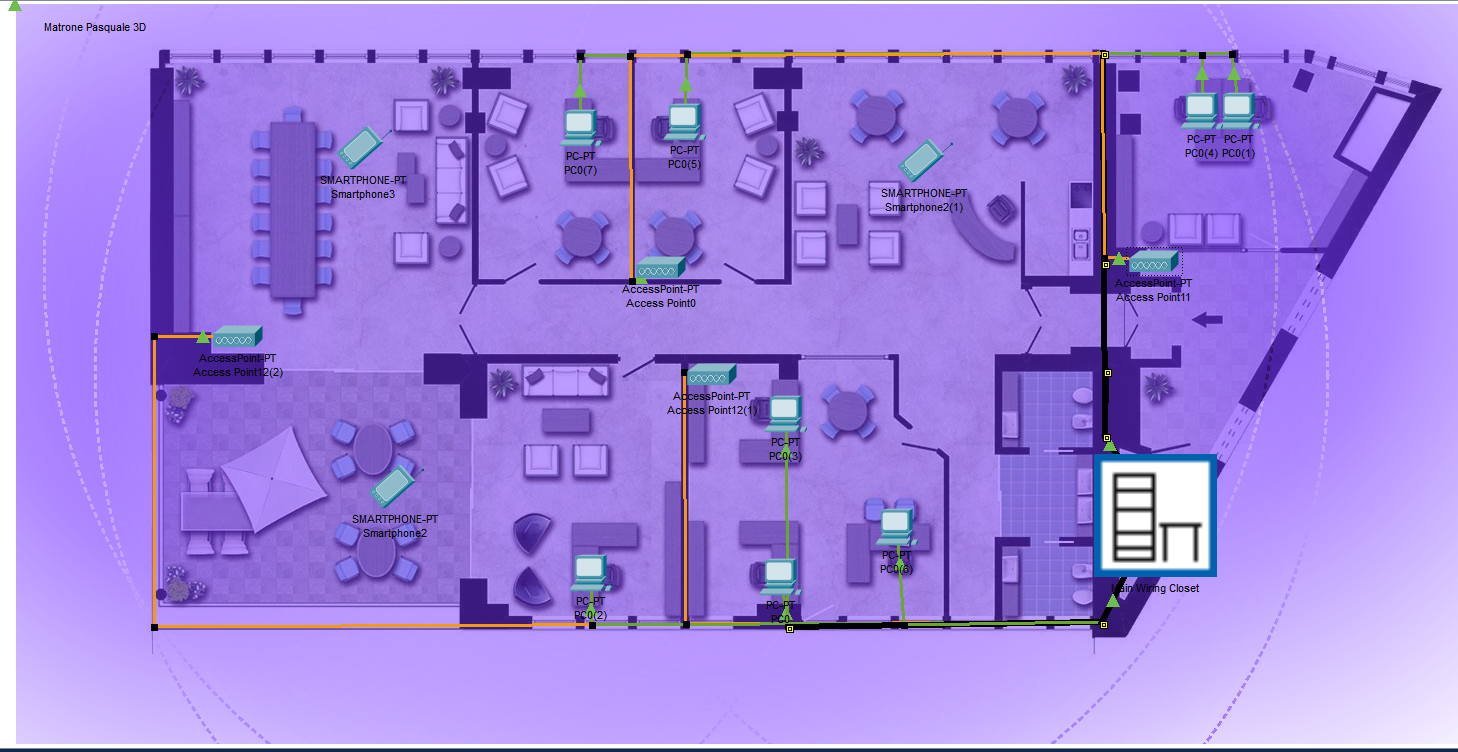 Matrone Pasquale 3D
PC-PT
PC0(7)
PC-PT
PC0(5)
PC-PT
PC0(4)
PC-PT
PC0(1)
SMARTPHONE-PT
Smartphone3
SMARTPHONE-PT
Smartphone2(1)
AccessPoint-PT
Access Point0
AccessPoint-PT
Access Point11
AccessPoint-PT
Access Point12(2)
AccessPoint-PT
Access Point12(1)
PC-PT
PC0(3)
SMARTPHONE-PT
Smartphone2
PC-PT
PC0(6)
PC-PT
PC0(2)
PC-PT
PC0
Main Wiring Closet